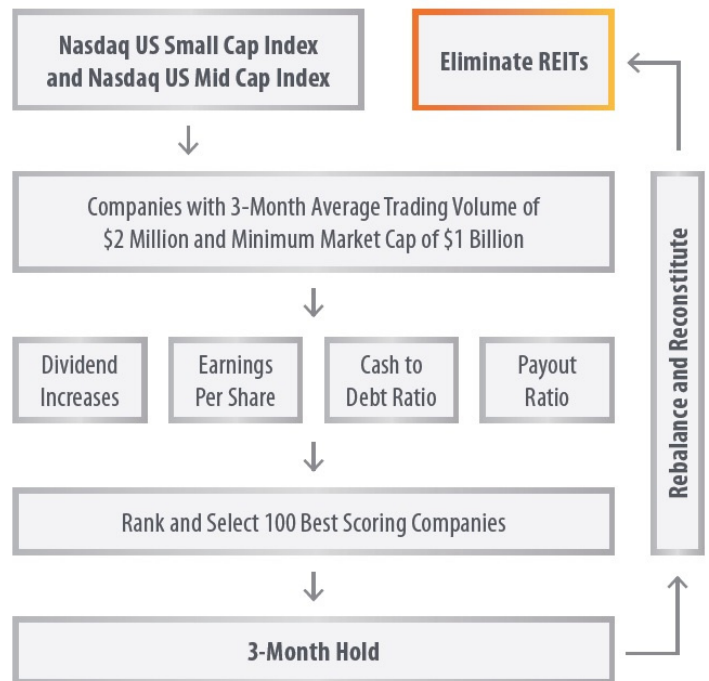 Nasdaq US Small Cap Index
and Nasdaq US Mid Cap Index
Eliminate REITs
Companies with 3-Month Average Trading Volume of
$2 Million and Minimum Market Cap of $1 Billion
Dividend
Increases
Earnings
Per Share
Cash to
Debt Ratio
Payout
Ratio
Rank and Select 100 Best Scoring Companies
3-Month Hold
Rebalance and Reconstitute